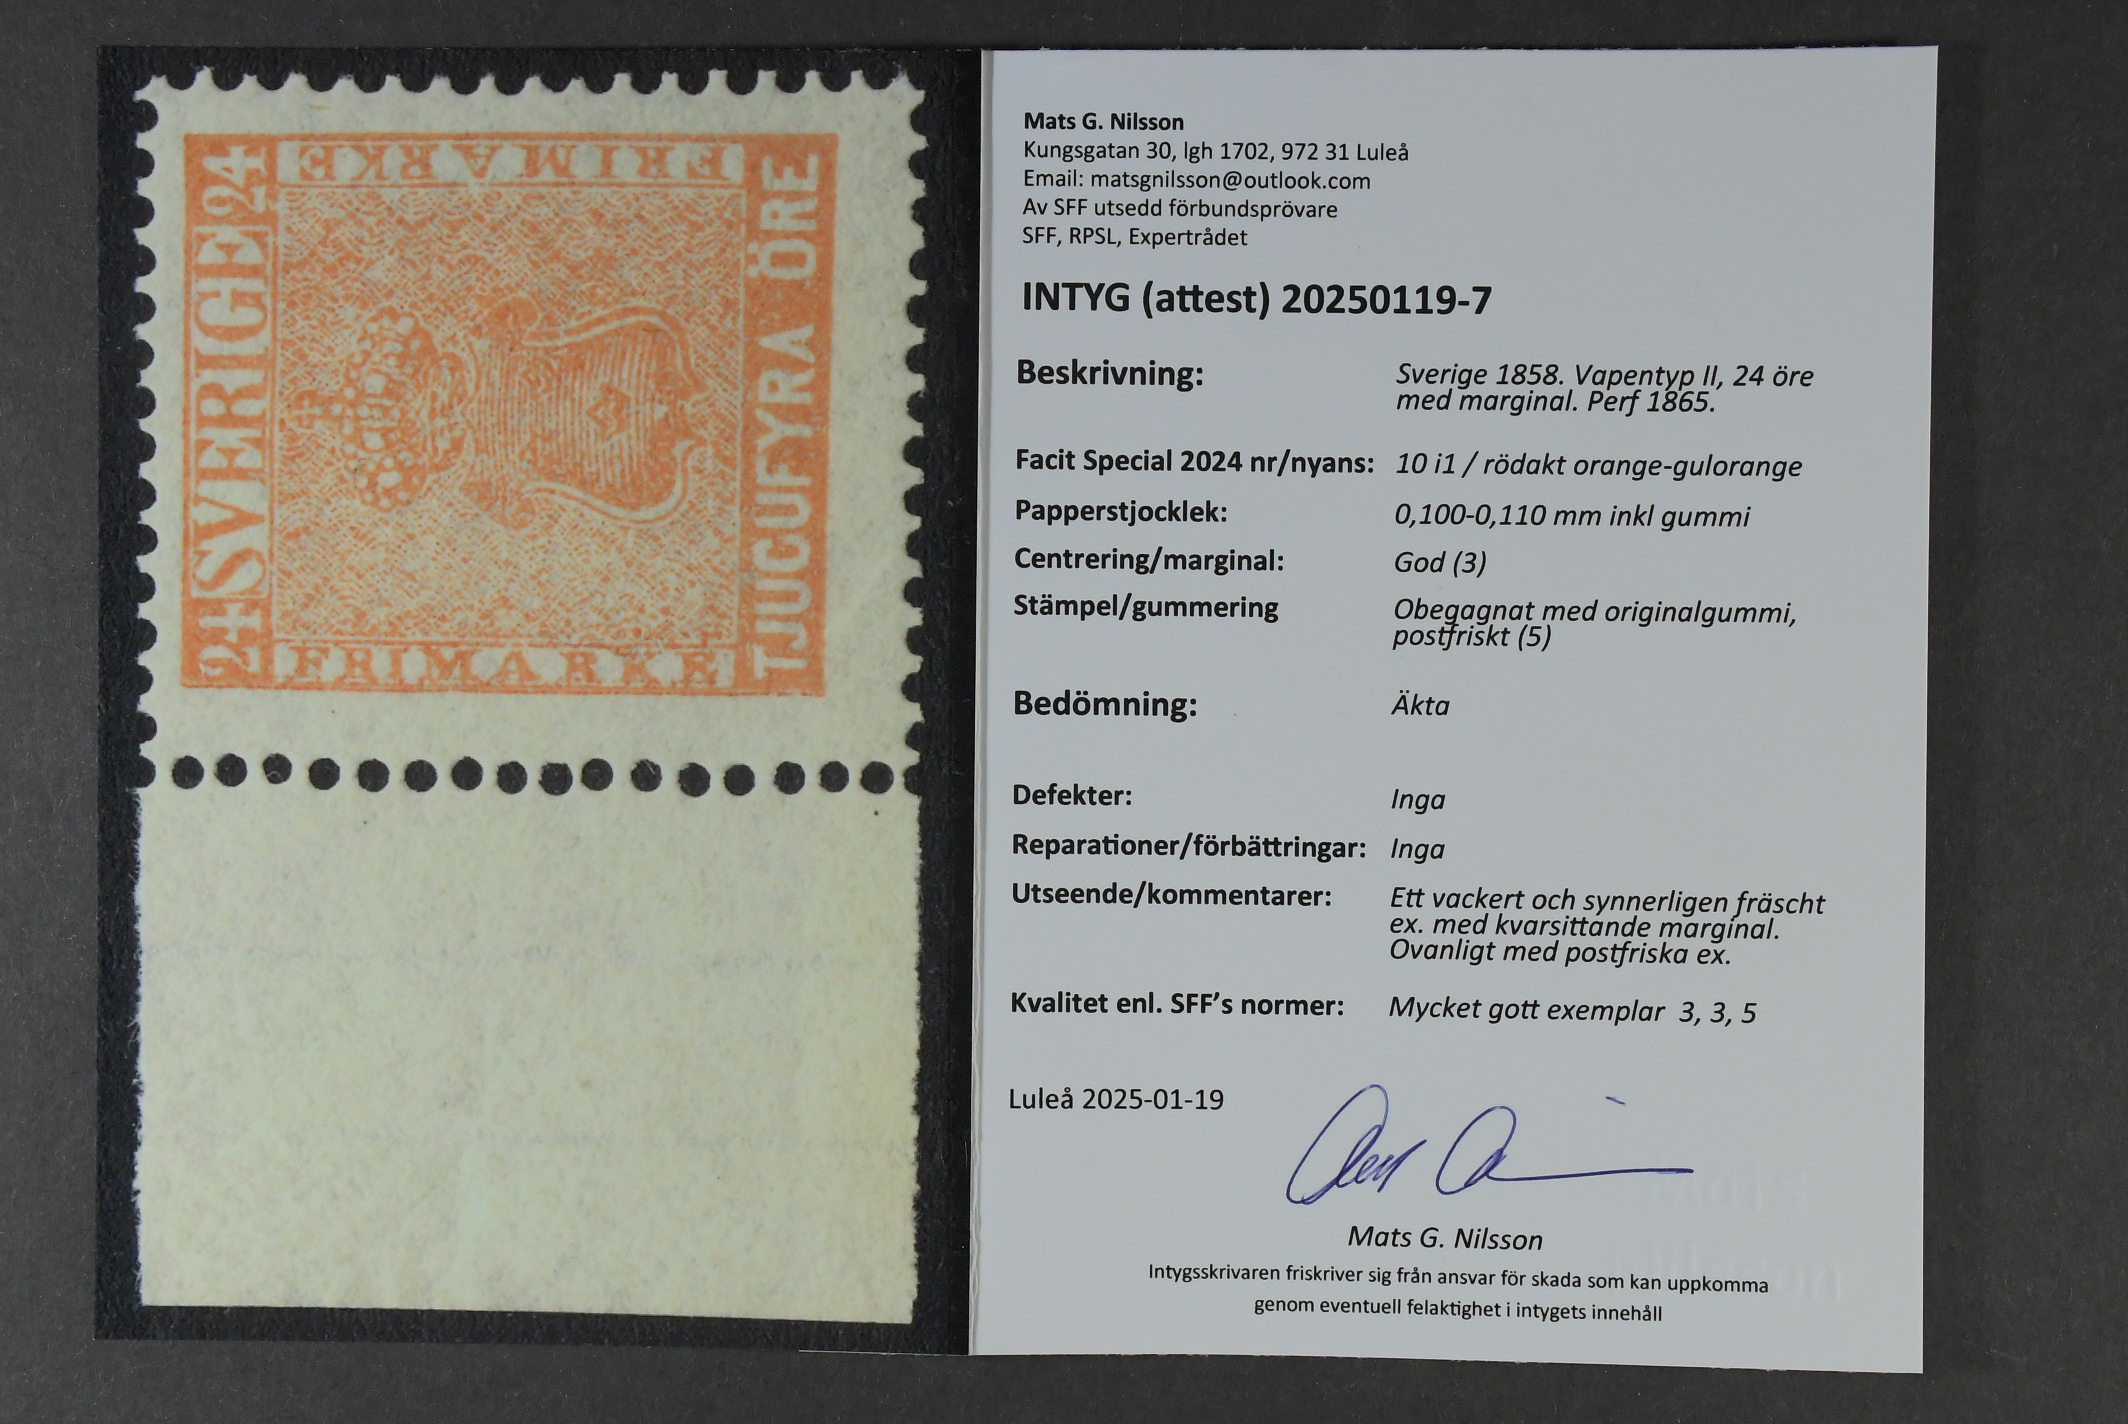 24 SVERIGE 24
FRIMÄRKE
FRIMÄRKE
TJUGUFYRA ÖRE
Mats G. Nilsson
Kungsgatan 30, lgh 1702, 972 31 Luleå
Email: matsgnilsson@outlook.com
Av SFF utsedd förbundsprövare
SFF, RPSL, Expertrådet
INTYG (attest) 20250119-7
Beskrivning: Sverige 1858. Vapentyp II, 24 öre
med marginal. Perf 1865.
Facit Special 2024 nr/nyans: 10 i1 / rödakt orange-gulorange
Papperstjocklek: 0,100-0,110 mm inkl gummi
Centrering/marginal: God (3)
Stämpel/gummering Obegagnat med originalgummi,
postfriskt (5)
Bedömning: Äkta
Defekter: Inga
Reparationer/förbättringar: Inga
Utseende/kommentarer: Ett vackert och synnerligen fräscht
ex. med kvarsittande marginal.
Ovanligt med postfriska ex.
Kvalitet enl. SFF's normer: Mycket gott exemplar 3, 3, 5
Luleå 2025-01-19
Mats G. Nilsson
Intygsskrivaren friskriver sig från ansvar för skada som kan uppkomma
genom eventuell felaktighet i intygets innehåll